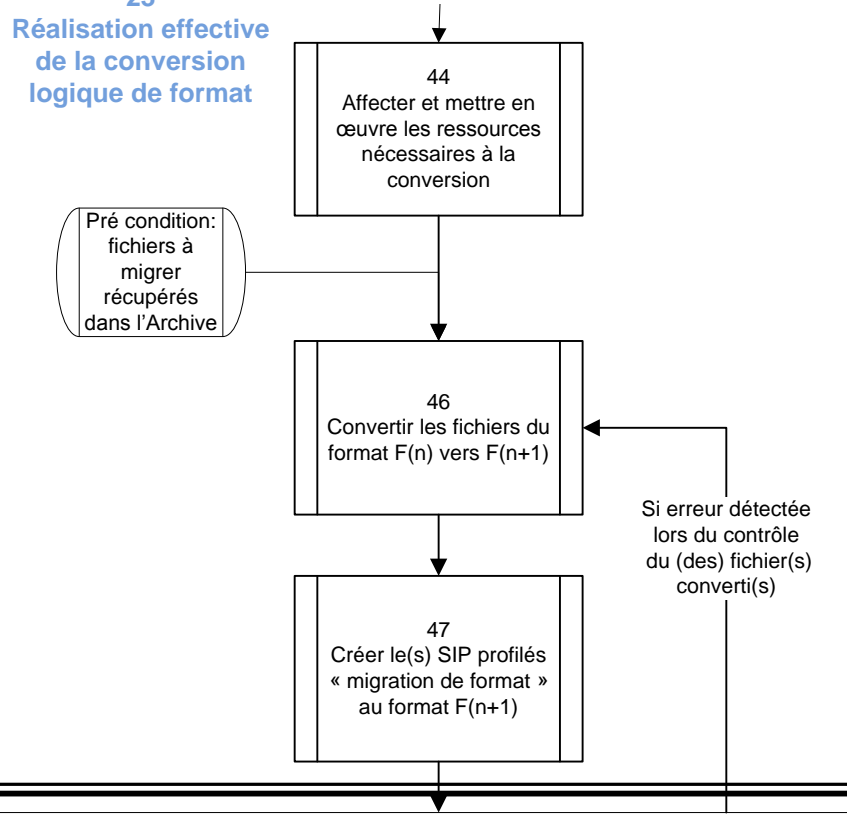 Réalisation effective
de la conversion
logique de format
44
Affecter et mettre en
œuvre les ressources
nécessaires à la
conversion
Pré condition:
fichiers à
migrer
récupérés
dans l'Archive
46
Convertir les fichiers du
format F(n) vers F(n+1)
Si erreur détectée
lors du contrôle
du (des) fichier(s)
converti(s)
47
Créer le(s) SIP profilés
« migration de format »
au format F(n+1)